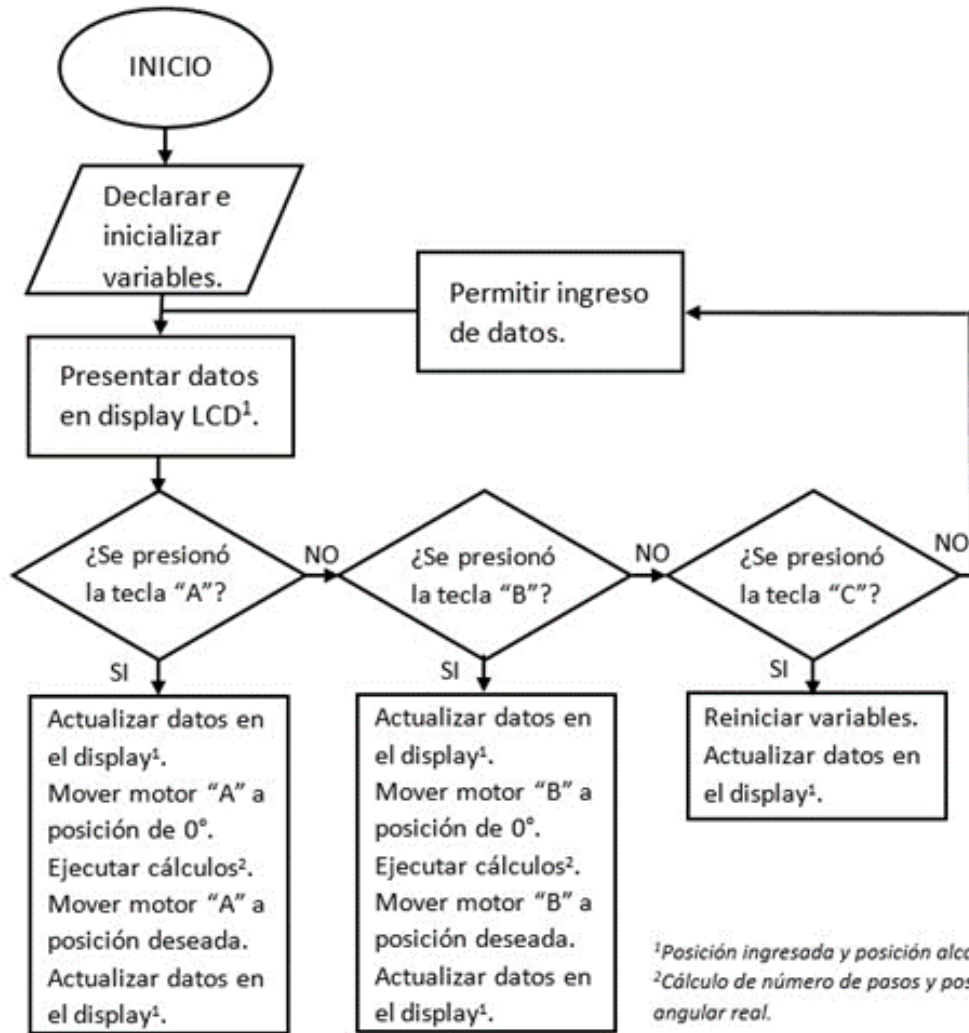 INICIO
Declarar e
inicializar
variables.
Permitir ingreso
de datos.
Presentar datos
en display LCD¹.
¿Se presionó
la tecla “A”?
NO
¿Se presionó
la tecla “B”?
NO
¿Se presionó
la tecla “C”?
NO
SI
SI
SI
Actualizar datos en
el display¹.
Mover motor “A” a
posición de 0°.
Ejecutar cálculos².
Mover motor “A” a
posición deseada.
Actualizar datos en
el display¹.
Actualizar datos en
el display¹.
Mover motor “B” a
posición de 0°.
Ejecutar cálculos².
Mover motor “B” a
posición deseada.
Actualizar datos en
el display¹.
Reiniciar variables.
Actualizar datos en
el display¹.
¹Posición ingresada y posición
²Cálculo de número de pasos y
angular real.